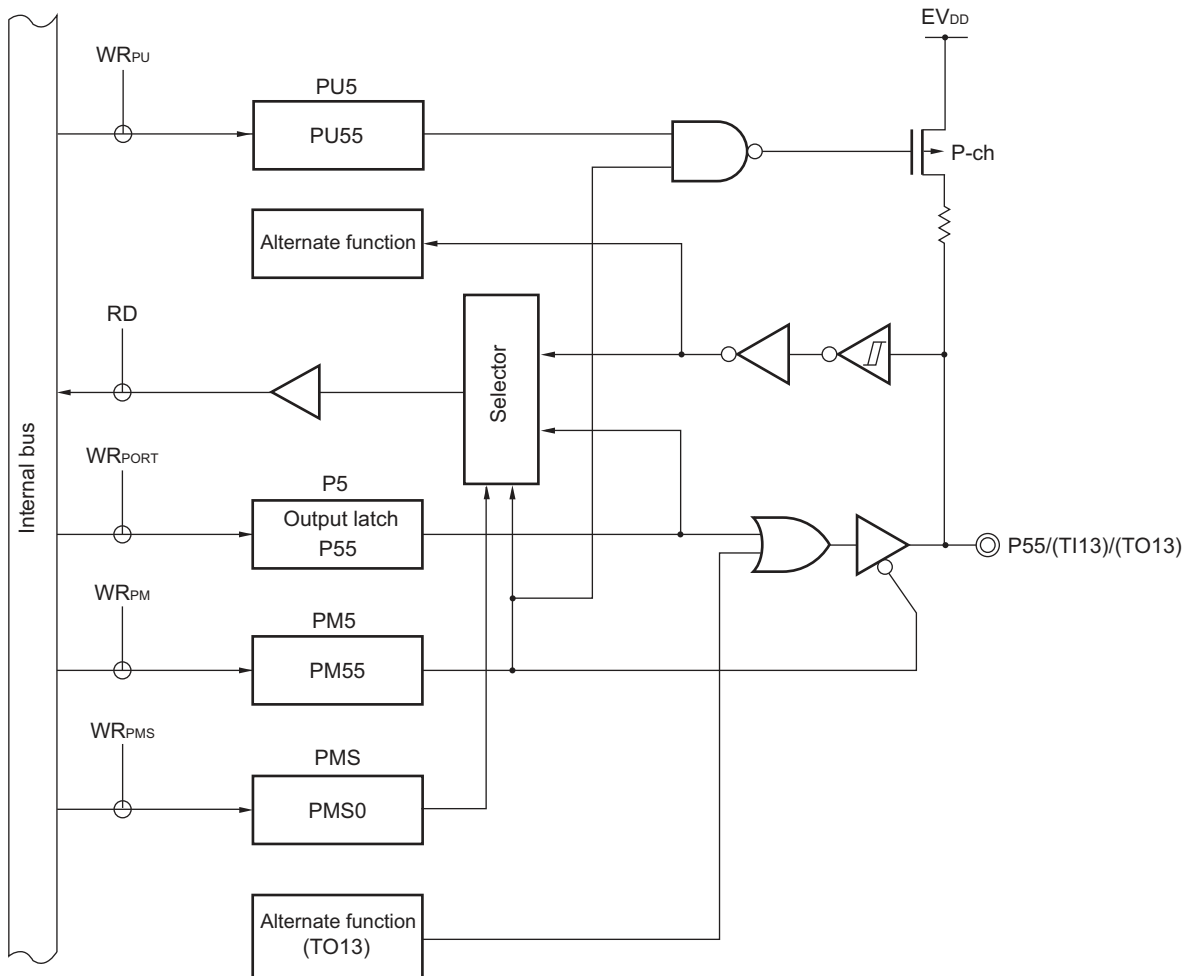 EVDD
WRPU
PU5
PU55
P-ch
Alternate function
RD
Selector
Internal bus
WRPORT
P5
Output latch
P55
P55/(TI13)/(TO13)
WRPM
PM5
PM55
WRPMS
PMS
PMS0
Alternate function
(TO13)